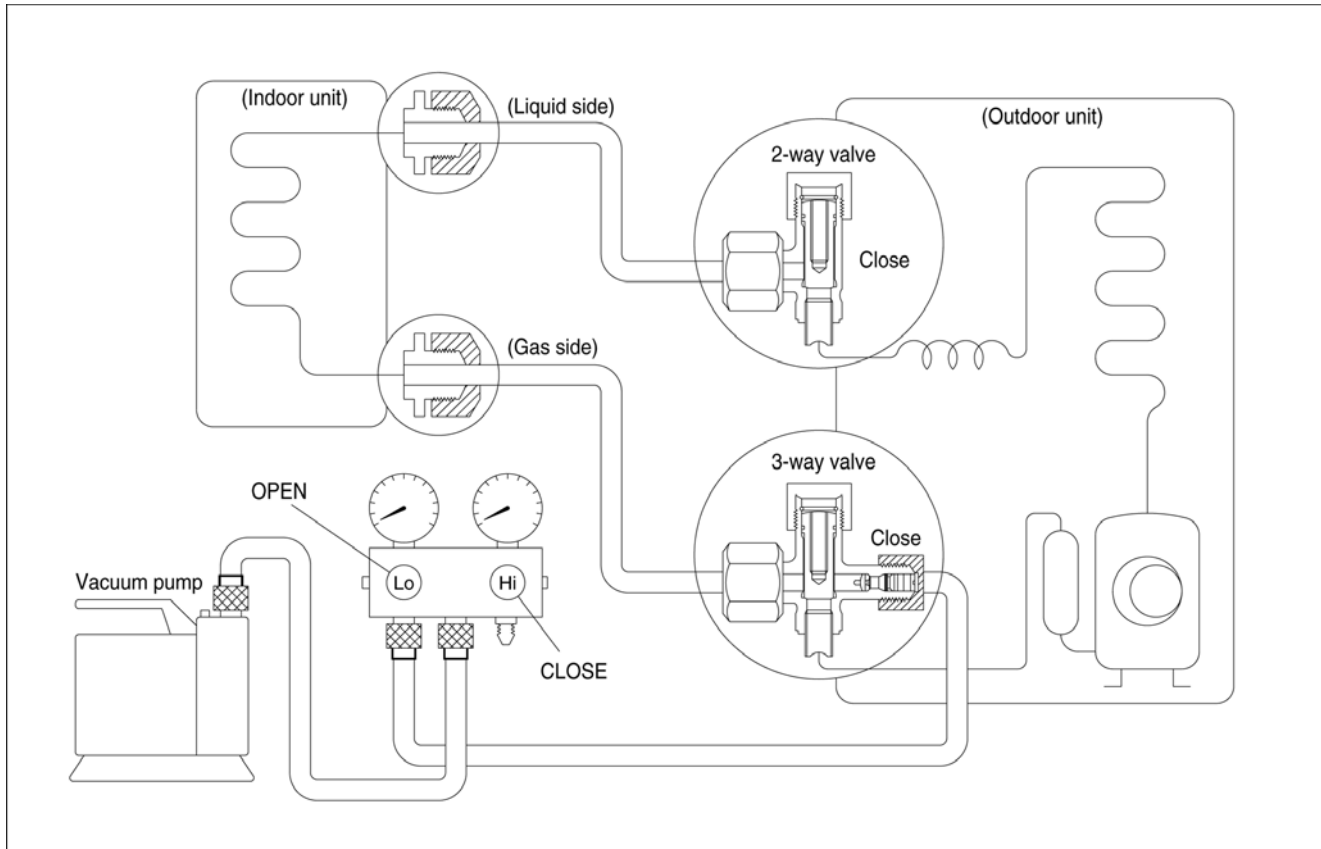 (Indoor unit)
(Liquid side)
(Outdoor unit)
2-way valve
Close
(Gas side)
3-way valve
OPEN
Close
Vacuum pump
Lo
Hi
CLOSE